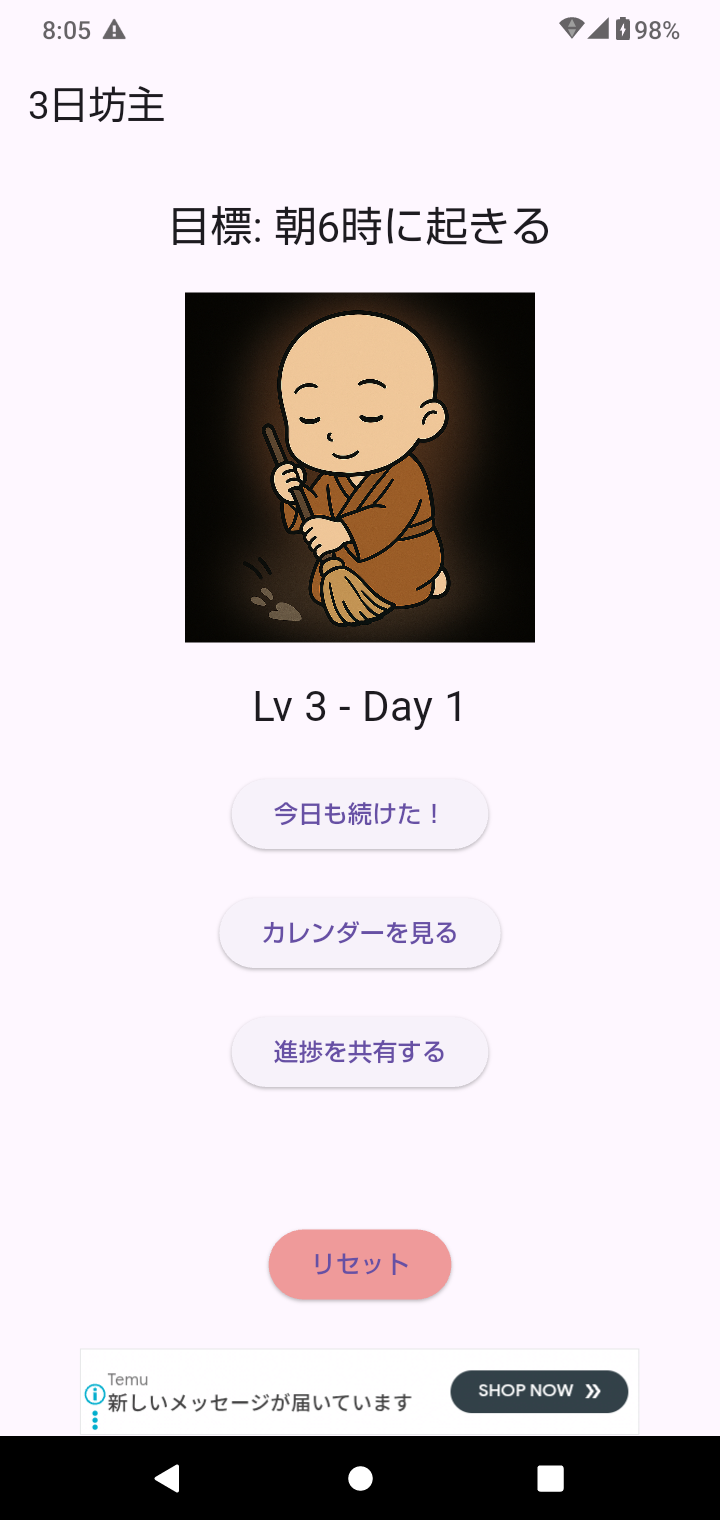 8:05 98%
3日坊主
目標: 朝6時に起きる
Lv 3 - Day 1
今日も続けた！
カレンダーを見る
進捗を共有する
リセット
Temu
新しいメッセージが届いています
SHOP NOW